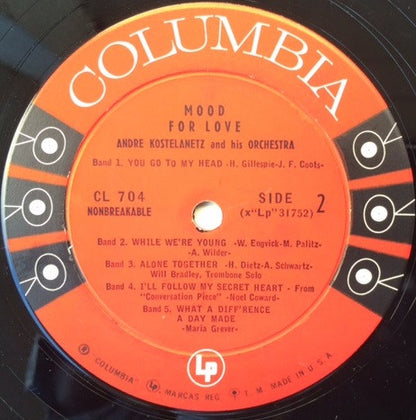 COLUMBIA
MOOD
FOR LOVE
ANDRE KOSTELANETZ and his ORCHESTRA
Band 1. YOU GO TO MY HEAD -H. Gillespie-J. F. Coots-
CL 704
NONBREAKABLE
SIDE 2
(x"Lp"31752)
Band 2. WHILE WE'RE YOUNG -W. Engvick-M. Palitz-
-A. Wilder-
Band 3. ALONE TOGETHER -H. Dietz-A. Schwartz-
Will Bradley, Trombone Solo
Band 4. I'LL FOLLOW MY SECRET HEART - From
"Conversation Piece" -Noel Coward-
Band 5. WHAT A DIFF'RENCE
A DAY MADE
-Maria Grever-
Lp
® "COLUMBIA" Lp MARCAS REG. T. M. MADE IN U.S.A.